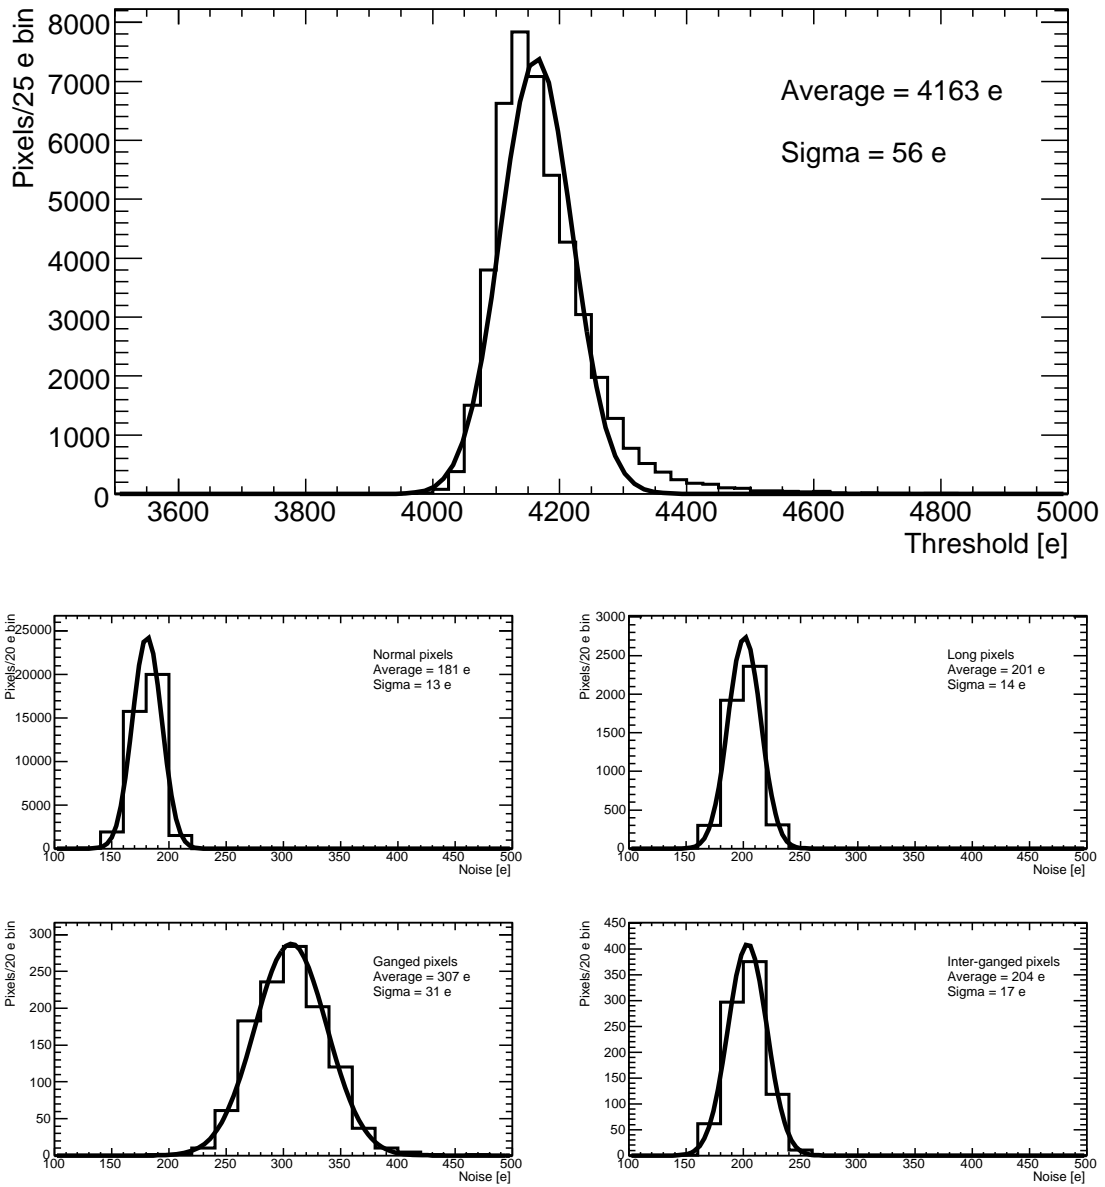 Pixels/25 e bin
8000
7000
6000
5000
4000
3000
2000
1000
0
Average = 4163 e
Sigma = 56 e
3600 3800 4000 4200 4400 4600 4800 5000
Threshold [e]
Pixels/20 e bin
25000
20000
15000
10000
5000
0
Normal pixels
Average = 181 e
Sigma = 13 e
100 150 200 250 300 350 400 450 500
Noise [e]
Pixels/20 e bin
3000
2500
2000
1500
1000
500
0
Long pixels
Average = 201 e
Sigma = 14 e
100 150 200 250 300 350 400 450 500
Noise [e]
Pixels/20 e bin
300
250
200
150
100
50
0
Ganged pixels
Average = 307 e
Sigma = 31 e
100 150 200 250 300 350 400 450 500
Noise [e]
Pixels/20 e bin
450
400
350
300
250
200
150
100
50
0
Inter-ganged pixels
Average = 204 e
Sigma = 17 e
100 150 200 250 300 350 400 450 500
Noise [e]